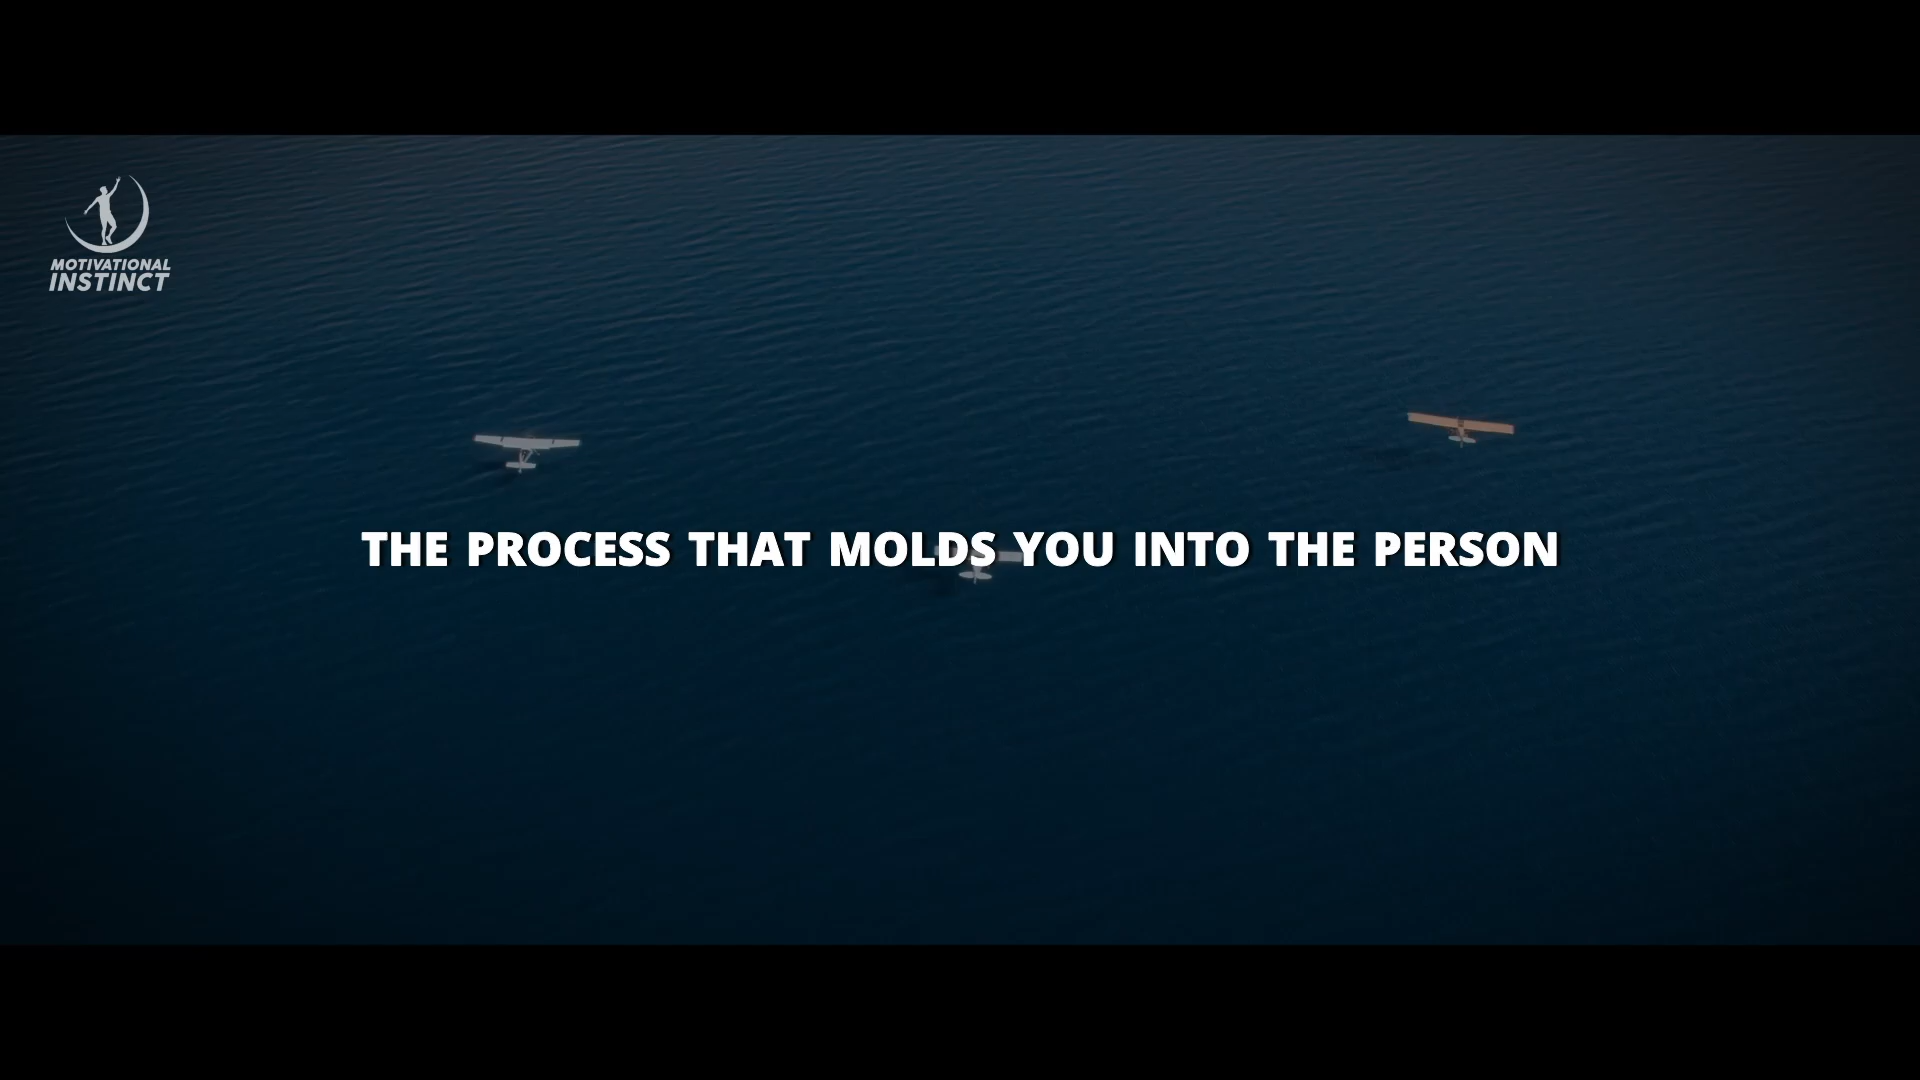 MOTIVATIONAL
INSTINCT
THE PROCESS THAT MOLDS YOU INTO THE PERSON